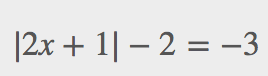 |2x + 1| − 2 = −3